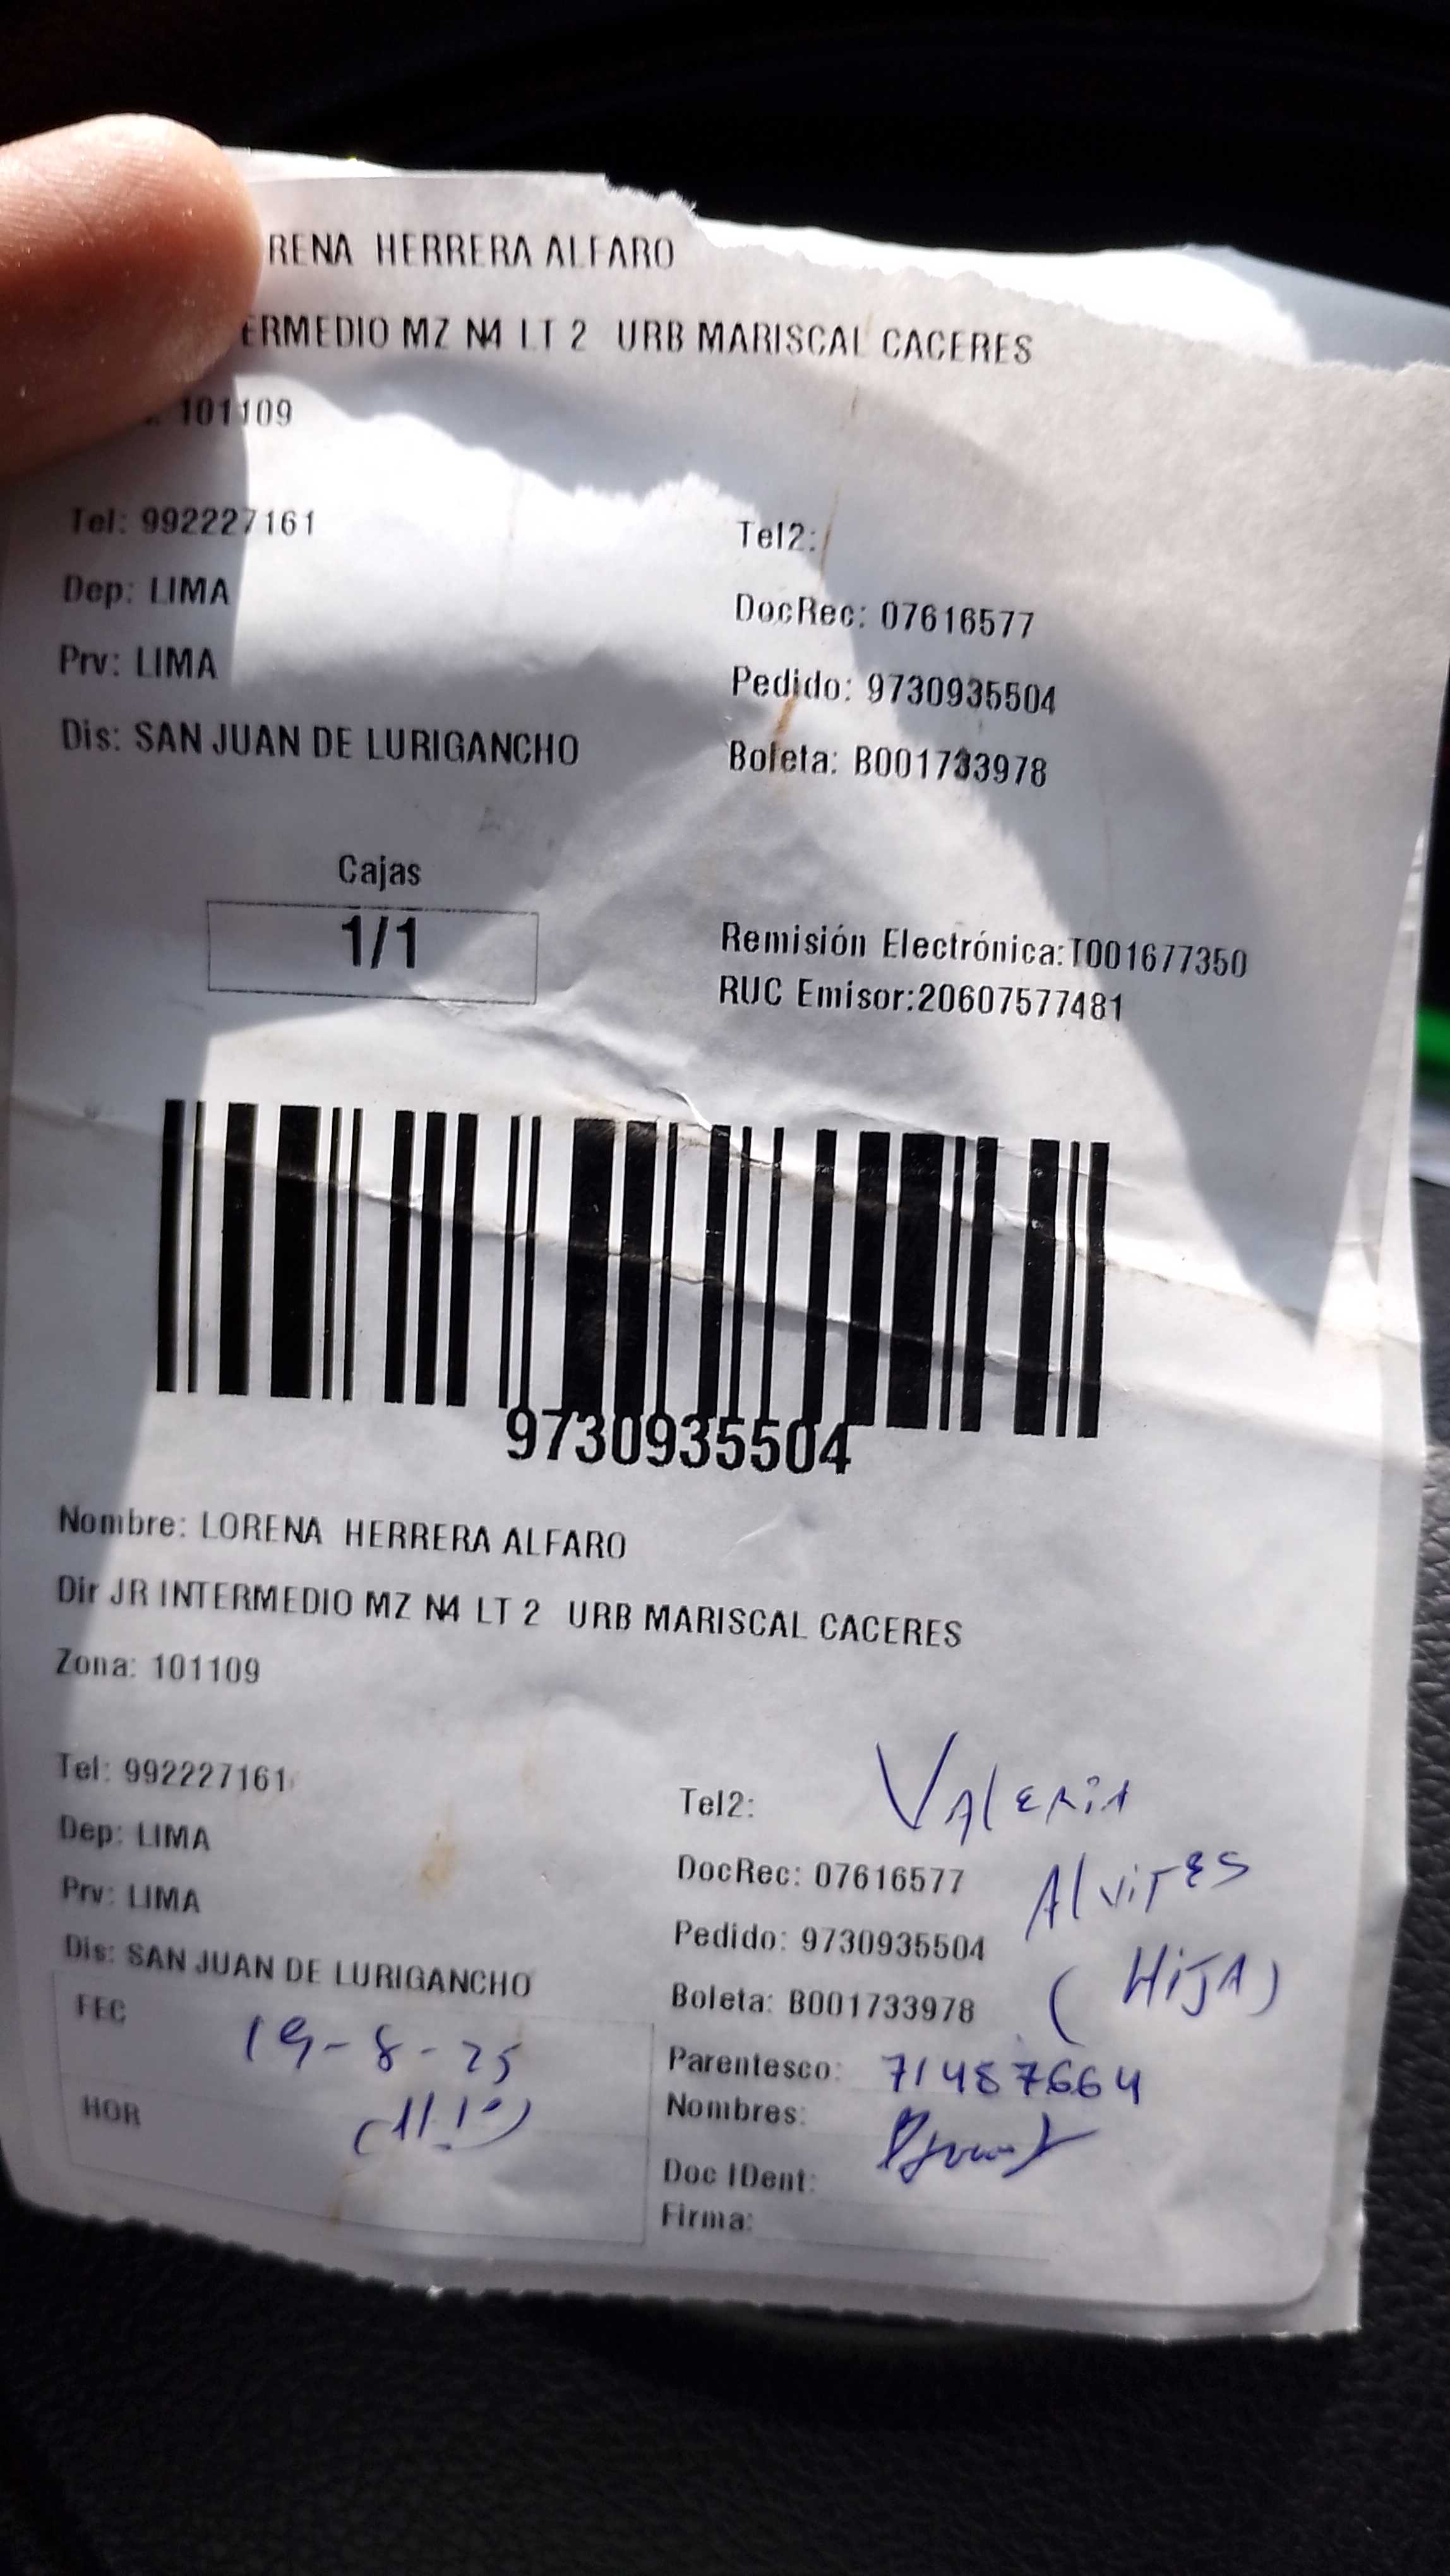 RENA HERRERA ALFARO
ERMEDIO MZ N4 LT 2 URB MARISCAL CACERES
101109
Tel: 992227161
Tel2:
Dep: LIMA
DocRec: 07616577
Prv: LIMA
Pedido: 9730935504
Dis: SAN JUAN DE LURIGANCHO
Boleta: B001733978
Cajas
1/1
Remisión Electrónica:T001677350
RUC Emisor:20607577481
9730935504
Nombre: LORENA HERRERA ALFARO
Dir JR INTERMEDIO MZ N4 LT 2 URB MARISCAL CACERES
Zona: 101109
Tel: 992227161
Tel2:
Valeria
Dep: LIMA
DocRec: 07616577
Alvites
Prv: LIMA
Pedido: 9730935504
(HIJA)
Dis: SAN JUAN DE LURIGANCHO
Boleta: B001733978
FEC 19-8-25
Parentesco: 71487664
HOR
Nombres:
Doc IDent:
Firma: